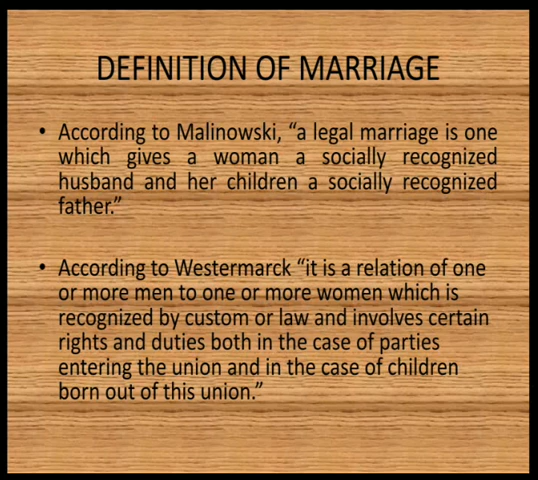 DEFINITION OF MARRIAGE
• According to Malinowski, “a legal marriage is one
which gives a woman a socially recognized
husband and her children a socially recognized
father.”
• According to Westermarck “it is a relation of one
or more men to one or more women which is
recognized by custom or law and involves certain
rights and duties both in the case of parties
entering the union and in the case of children
born out of this union.”